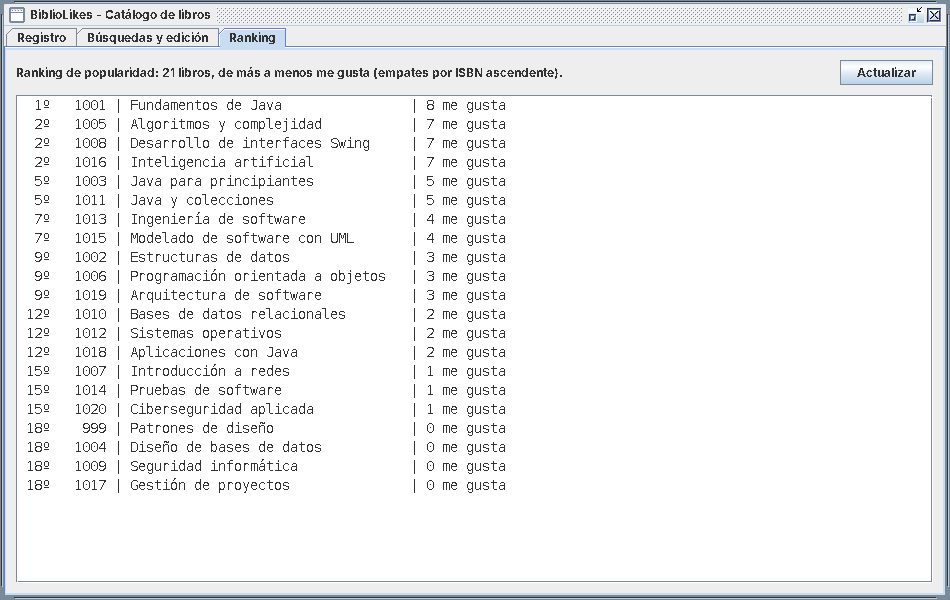 BiblioLikes - Catálogo de libros
Registro Búsquedas y edición Ranking
Ranking de popularidad: 21 libros, de más a menos me gusta (empates por ISBN ascendente). Actualizar
1º 1001 | Fundamentos de Java | 8 me gusta
2º 1005 | Algoritmos y complejidad | 7 me gusta
2º 1008 | Desarrollo de interfaces Swing | 7 me gusta
2º 1016 | Inteligencia artificial | 7 me gusta
5º 1003 | Java para principiantes | 5 me gusta
5º 1011 | Java y colecciones | 5 me gusta
7º 1013 | Ingeniería de software | 4 me gusta
7º 1015 | Modelado de software con UML | 4 me gusta
9º 1002 | Estructuras de datos | 3 me gusta
9º 1006 | Programación orientada a objetos | 3 me gusta
9º 1019 | Arquitectura de software | 3 me gusta
12º 1010 | Bases de datos relacionales | 2 me gusta
12º 1012 | Sistemas operativos | 2 me gusta
12º 1018 | Aplicaciones con Java | 2 me gusta
15º 1007 | Introducción a redes | 1 me gusta
15º 1014 | Pruebas de software | 1 me gusta
15º 1020 | Ciberseguridad aplicada | 1 me gusta
18º 999 | Patrones de diseño | 0 me gusta
18º 1004 | Diseño de bases de datos | 0 me gusta
18º 1009 | Seguridad informática | 0 me gusta
18º 1017 | Gestión de proyectos | 0 me gusta